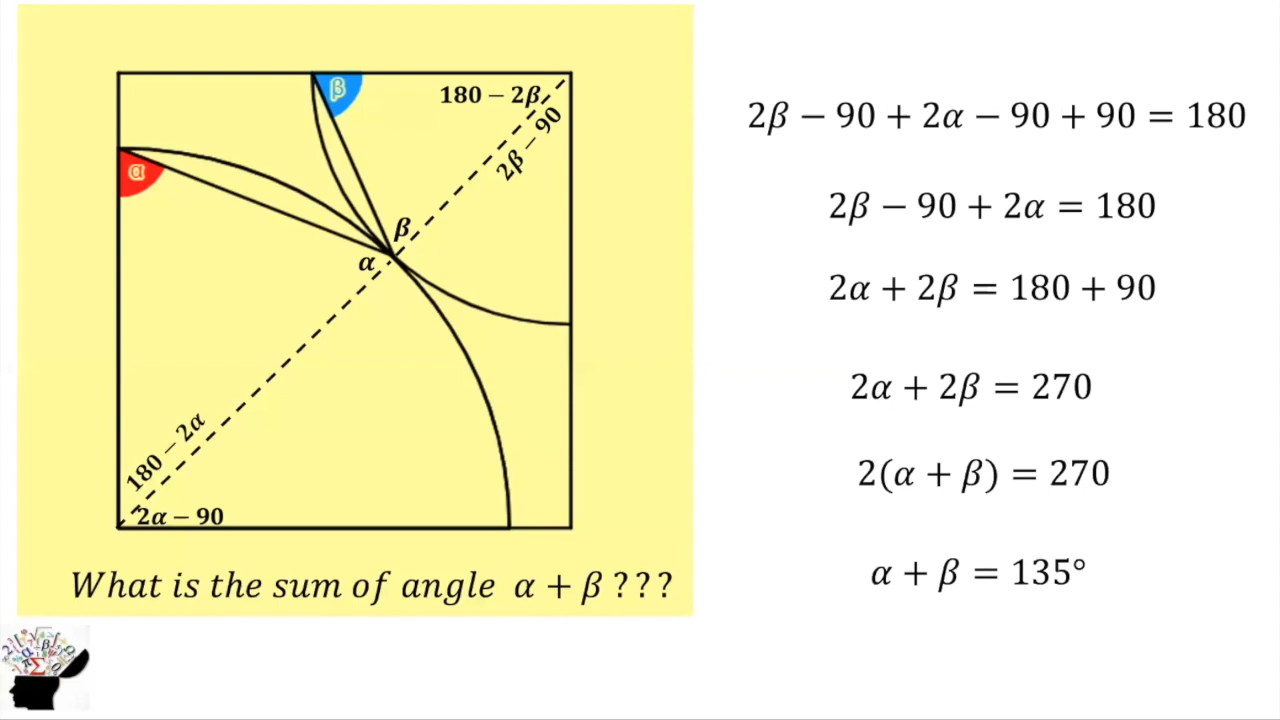 β
180 − 2β
2β − 90
α
β
α
180 − 2α
2α − 90
What is the sum of angle α + β ???
2β − 90 + 2α − 90 + 90 = 180
2β − 90 + 2α = 180
2α + 2β = 180 + 90
2α + 2β = 270
2(α + β) = 270
α + β = 135°